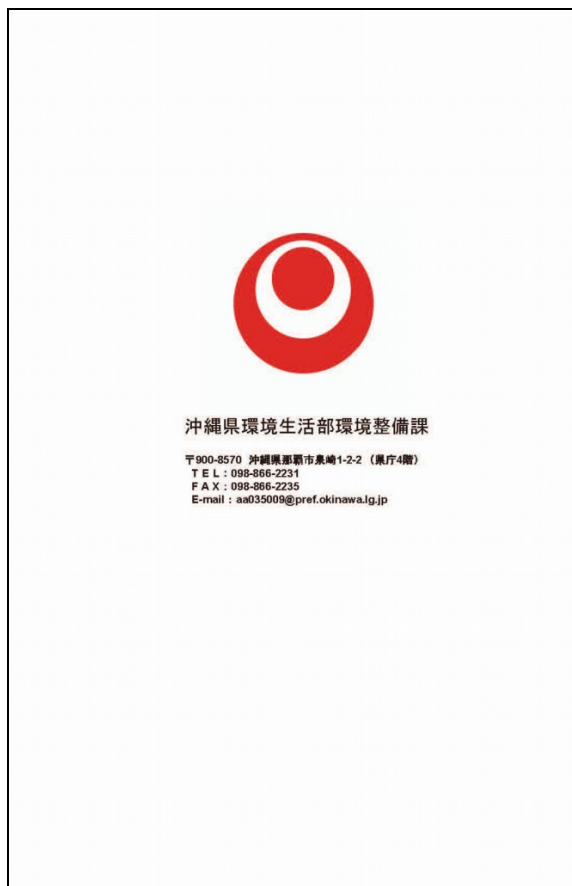 沖縄県環境生活部環境整備課
〒900-8570 沖縄県那覇市泉崎1-2-2 (県庁4階)
TEL：098-866-2231
FAX：098-866-2235
E-mail：aa035009@pref.okinawa.lg.jp